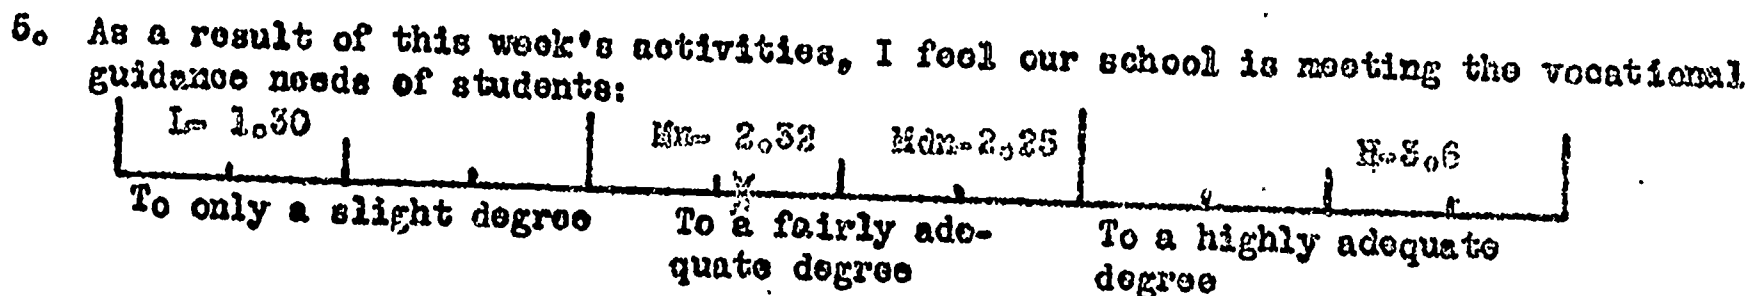 5. As a result of this week's activities, I feel our school is meeting the vocational
guidance needs of students:
L- 1.30 Mn- 2.32 Mdn-2.25 H-3.6
To only a slight degree To a fairly ade- To a highly adequate
quate degree degree